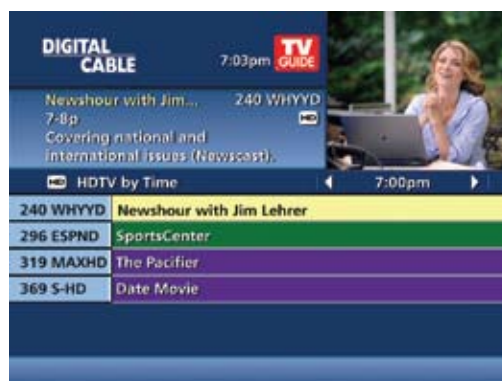 DIGITAL
CABLE
7:03pm
TV
GUIDE
Newshour with Jim... 240 WHYYD
7-8p HD
Covering national and
international issues (Newscast).
HD HDTV by Time 7:00pm
240 WHYYD Newshour with Jim Lehrer
296 ESPND SportsCenter
319 MAXHD The Pacifier
369 S-HD Date Movie